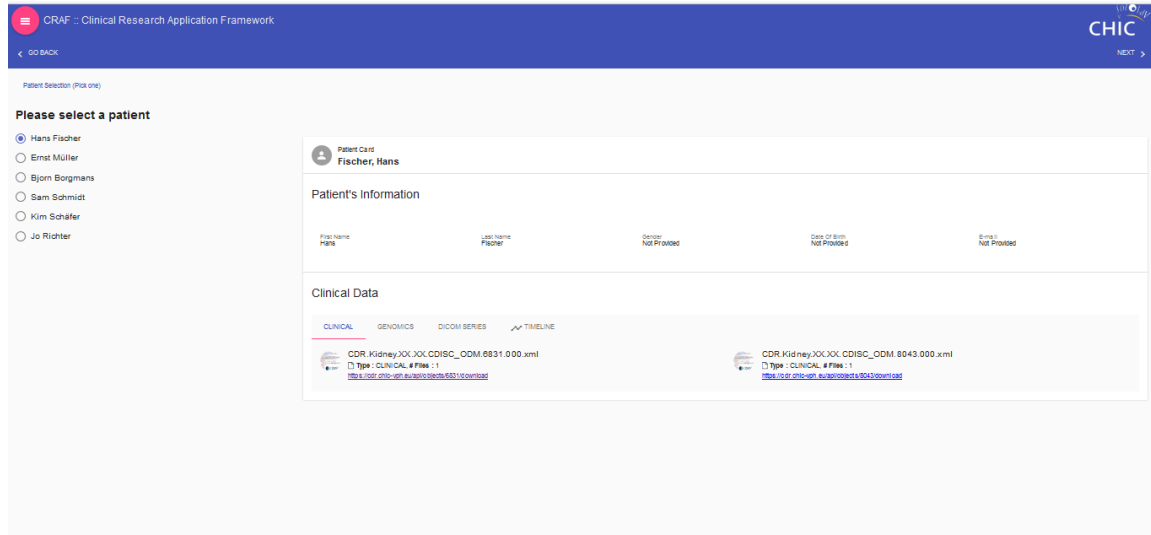 CRAF :: Clinical Research Application Framework
CHIC
GO BACK
NEXT
Patient Selection (Pick one)
Please select a patient
Hans Fischer
Ernst Müller
Bjorn Borgmans
Sam Schmidt
Kim Schäfer
Jo Richter
Patient Card
Fischer, Hans
Patient's Information
First Name Last Name Gender Date Of Birth E-mail
Hans Fischer Not Provided Not Provided Not Provided
Clinical Data
CLINICAL GENOMICS DICOM SERIES TIMELINE
CDR.Kidney.XX.XX.CDISC_ODM.6831.000.xml CDR.Kidney.XX.XX.CDISC_ODM.8043.000.xml
Type : CLINICAL, # Files : 1 Type : CLINICAL, # Files : 1
https://cdr.chic-vph.eu/api/objects/6831/download https://cdr.chic-vph.eu/api/objects/8043/download